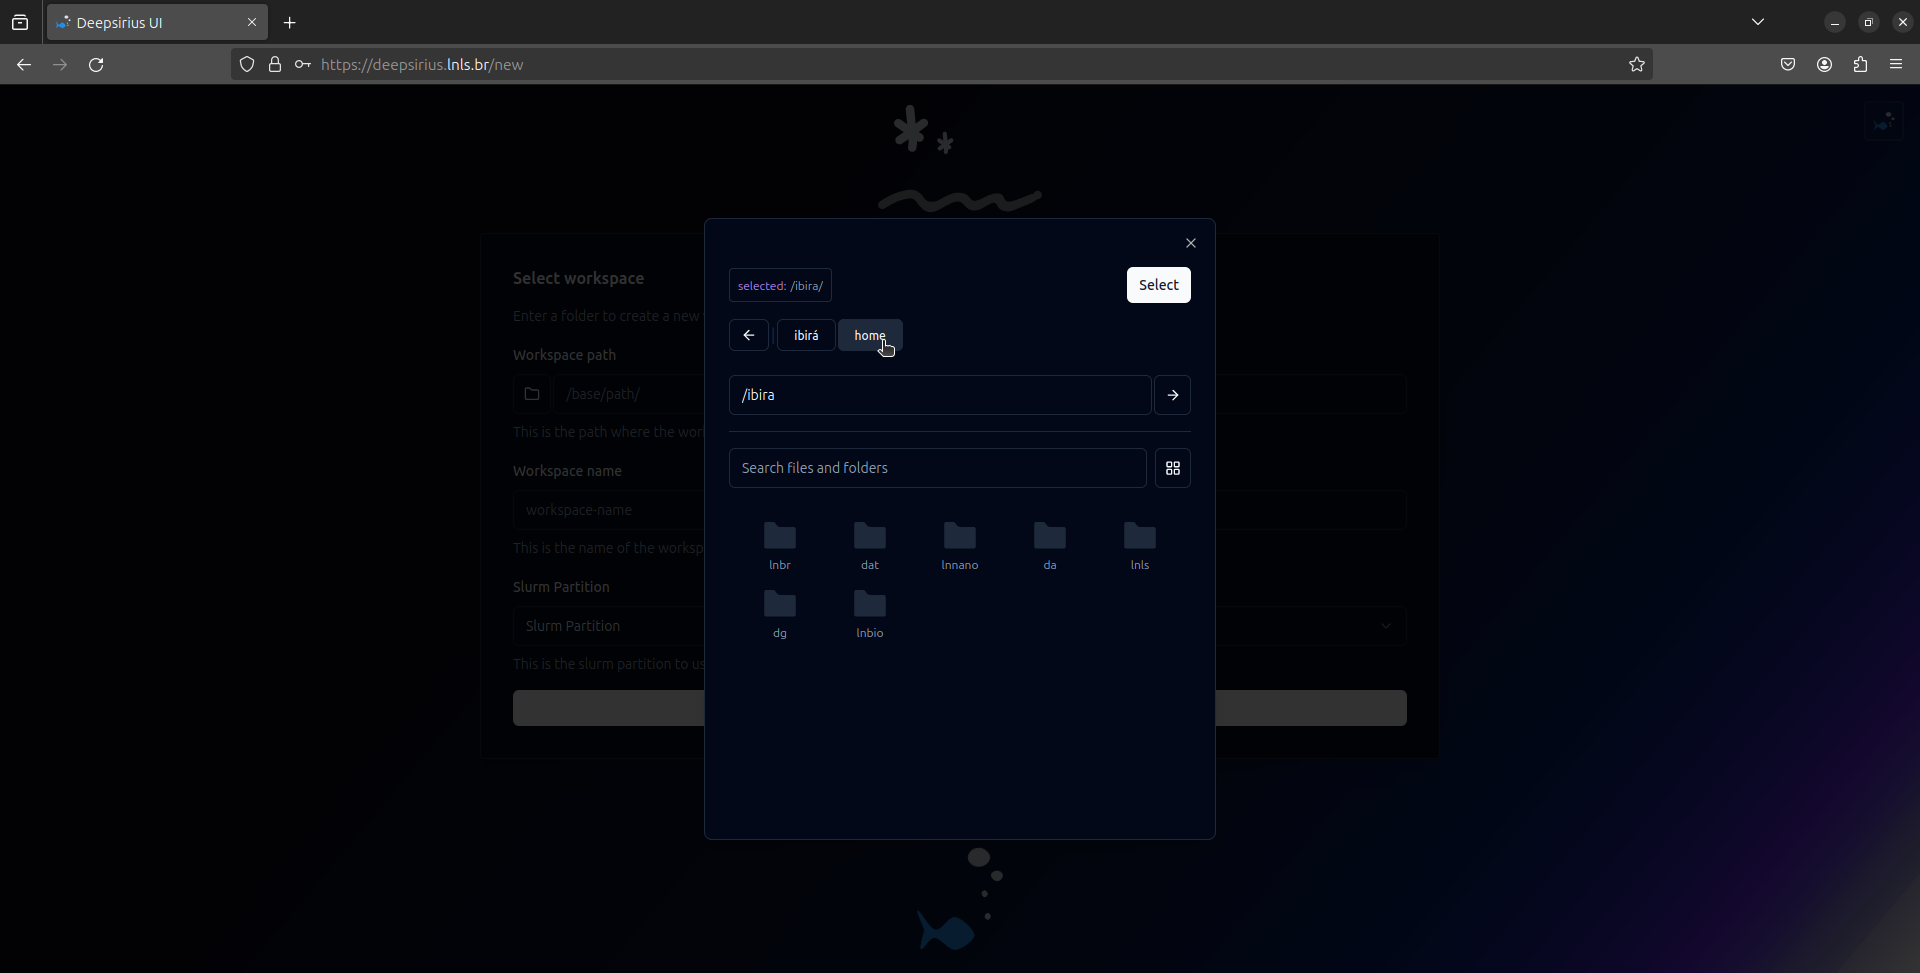 Deepsirius UI
https://deepsirius.lnls.br/new
Select workspace
Enter a folder to create a new
Workspace path
/base/path/
This is the path where the wor
Workspace name
workspace-name
This is the name of the worksp
Slurm Partition
Slurm Partition
This is the slurm partition to us
selected: /ibira/
Select
ibirá
home
/ibira
Search files and folders
lnbr
dat
lnnano
da
lnls
dg
lnbio